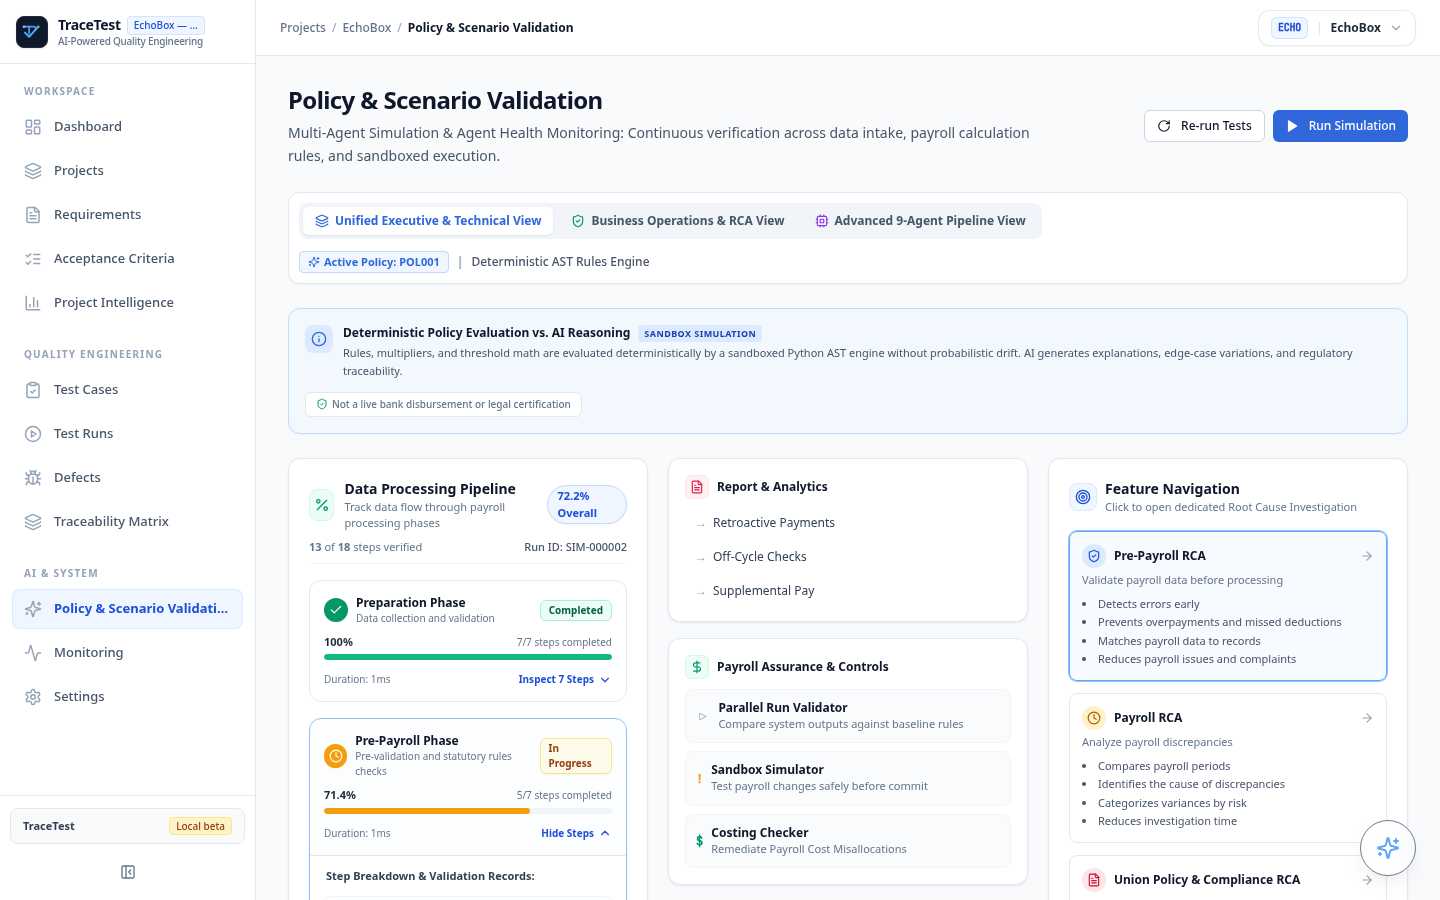 TraceTest
EchoBox — ...
AI-Powered Quality Engineering
WORKSPACE
Dashboard
Projects
Requirements
Acceptance Criteria
Project Intelligence
QUALITY ENGINEERING
Test Cases
Test Runs
Defects
Traceability Matrix
AI & SYSTEM
Policy & Scenario Validati...
Monitoring
Settings
TraceTest
Local beta
Projects / EchoBox / Policy & Scenario Validation
ECHO
EchoBox
Policy & Scenario Validation
Multi-Agent Simulation & Agent Health Monitoring: Continuous verification across data intake, payroll calculation
rules, and sandboxed execution.
Re-run Tests
Run Simulation
Unified Executive & Technical View
Business Operations & RCA View
Advanced 9-Agent Pipeline View
Active Policy: POL001
| Deterministic AST Rules Engine
Deterministic Policy Evaluation vs. AI Reasoning
SANDBOX SIMULATION
Rules, multipliers, and threshold math are evaluated deterministically by a sandboxed Python AST engine without probabilistic drift. AI generates explanations, edge-case variations, and regulatory
traceability.
Not a live bank disbursement or legal certification
Data Processing Pipeline
Track data flow through payroll
processing phases
72.2%
Overall
13 of 18 steps verified
Run ID: SIM-000002
Preparation Phase
Data collection and validation
Completed
100%
7/7 steps completed
Duration: 1ms
Inspect 7 Steps
Pre-Payroll Phase
Pre-validation and statutory rules
checks
In
Progress
71.4%
5/7 steps completed
Duration: 1ms
Hide Steps
Step Breakdown & Validation Records:
Report & Analytics
→ Retroactive Payments
→ Off-Cycle Checks
→ Supplemental Pay
Payroll Assurance & Controls
Parallel Run Validator
Compare system outputs against baseline rules
Sandbox Simulator
Test payroll changes safely before commit
Costing Checker
Remediate Payroll Cost Misallocations
Feature Navigation
Click to open dedicated Root Cause Investigation
Pre-Payroll RCA
Validate payroll data before processing
• Detects errors early
• Prevents overpayments and missed deductions
• Matches payroll data to records
• Reduces payroll issues and complaints
Payroll RCA
Analyze payroll discrepancies
• Compares payroll periods
• Identifies the cause of discrepancies
• Categorizes variances by risk
• Reduces investigation time
Union Policy & Compliance RCA